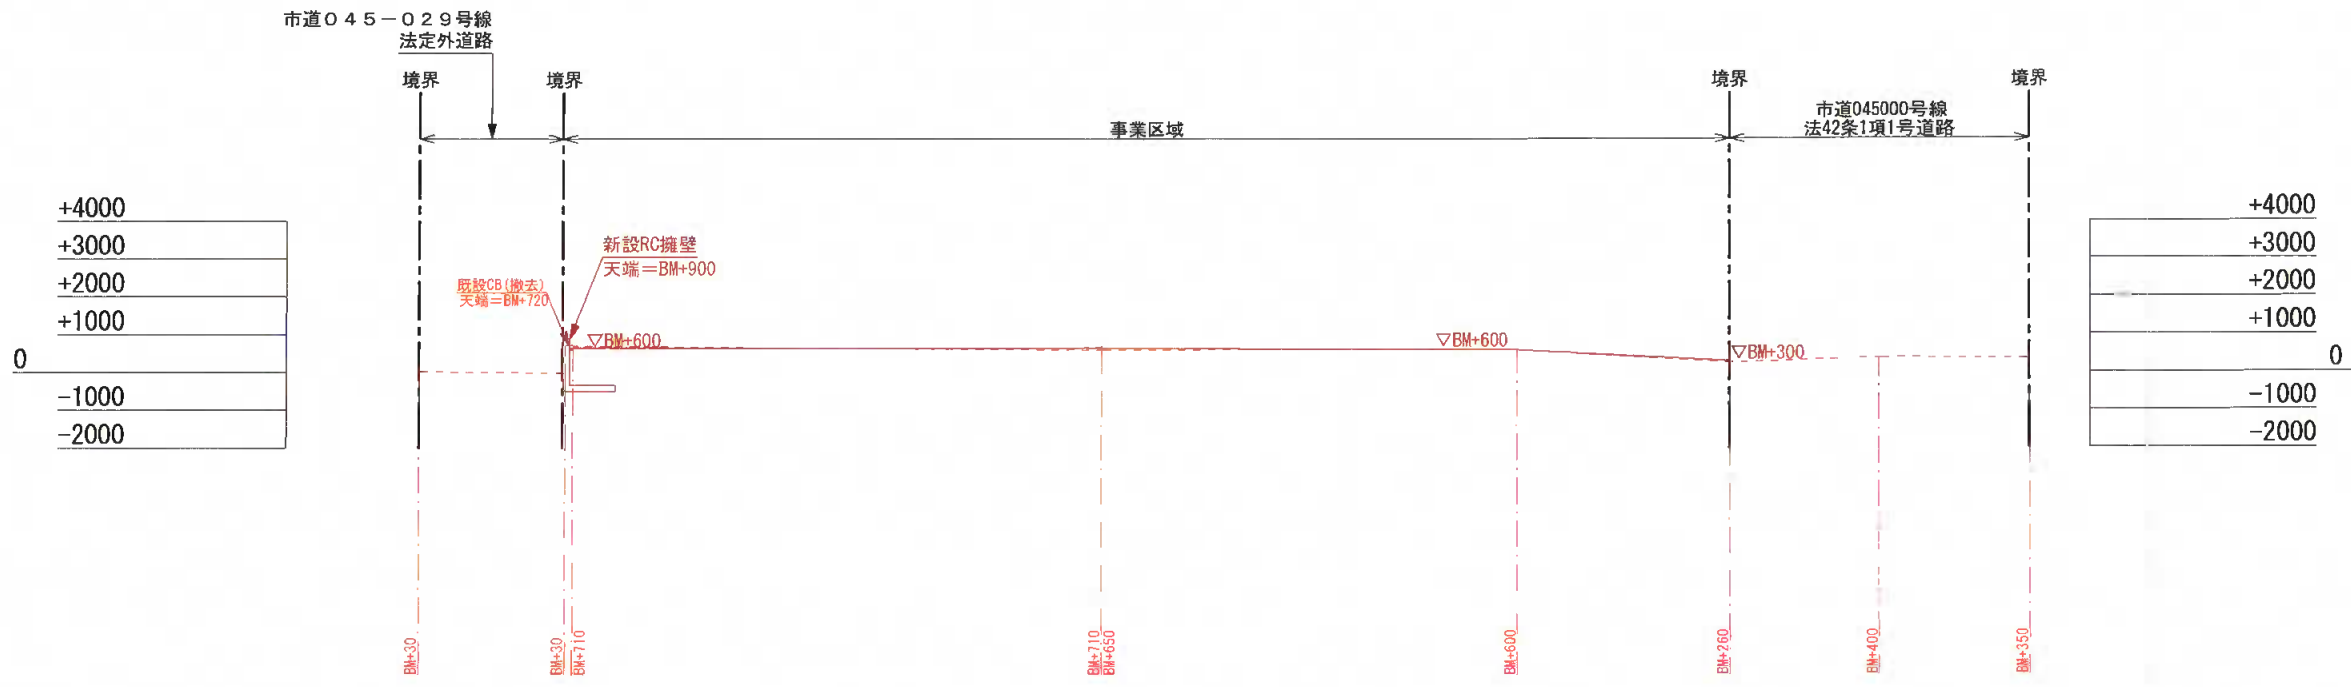 市道０４５－０２９号線
法定外道路
境界
境界
境界
境界
事業区域
市道045000号線
法42条1項1号道路
+4000
+3000
+2000
+1000
0
-1000
-2000
新設RC擁壁
天端＝BM+900
既設CB(撤去)
天端＝BM+720
▽BM+600
▽BM+600
▽BM+300
+4000
+3000
+2000
+1000
0
-1000
-2000
BM+30
BM+30
BM+710
BM+710
BM+650
BM+600
BM+260
BM+400
BM+350